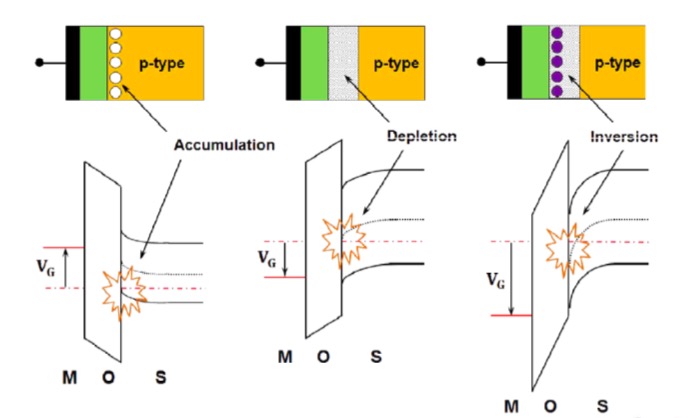 p-type
p-type
p-type
Accumulation
Depletion
Inversion
V_G
V_G
V_G
M O S
M O S
M O S